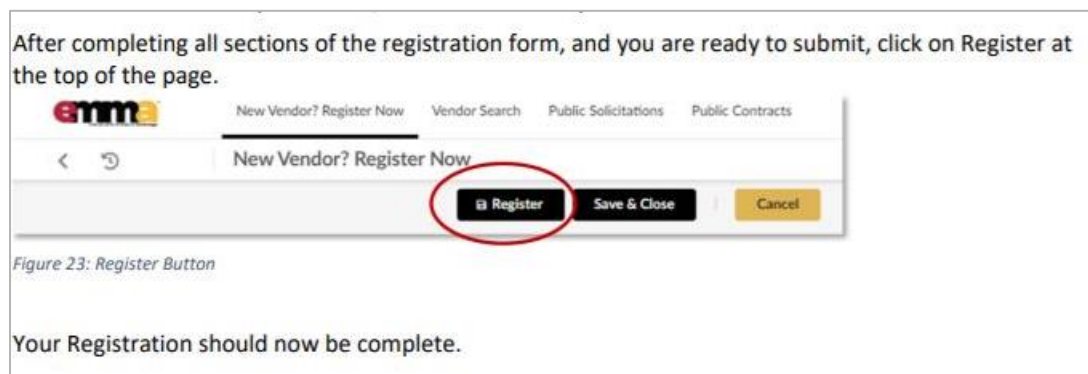 After completing all sections of the registration form, and you are ready to submit, click on Register at
the top of the page.
emma
New Vendor? Register Now Vendor Search Public Solicitations Public Contracts
New Vendor? Register Now
Register Save & Close Cancel
Figure 23: Register Button
Your Registration should now be complete.